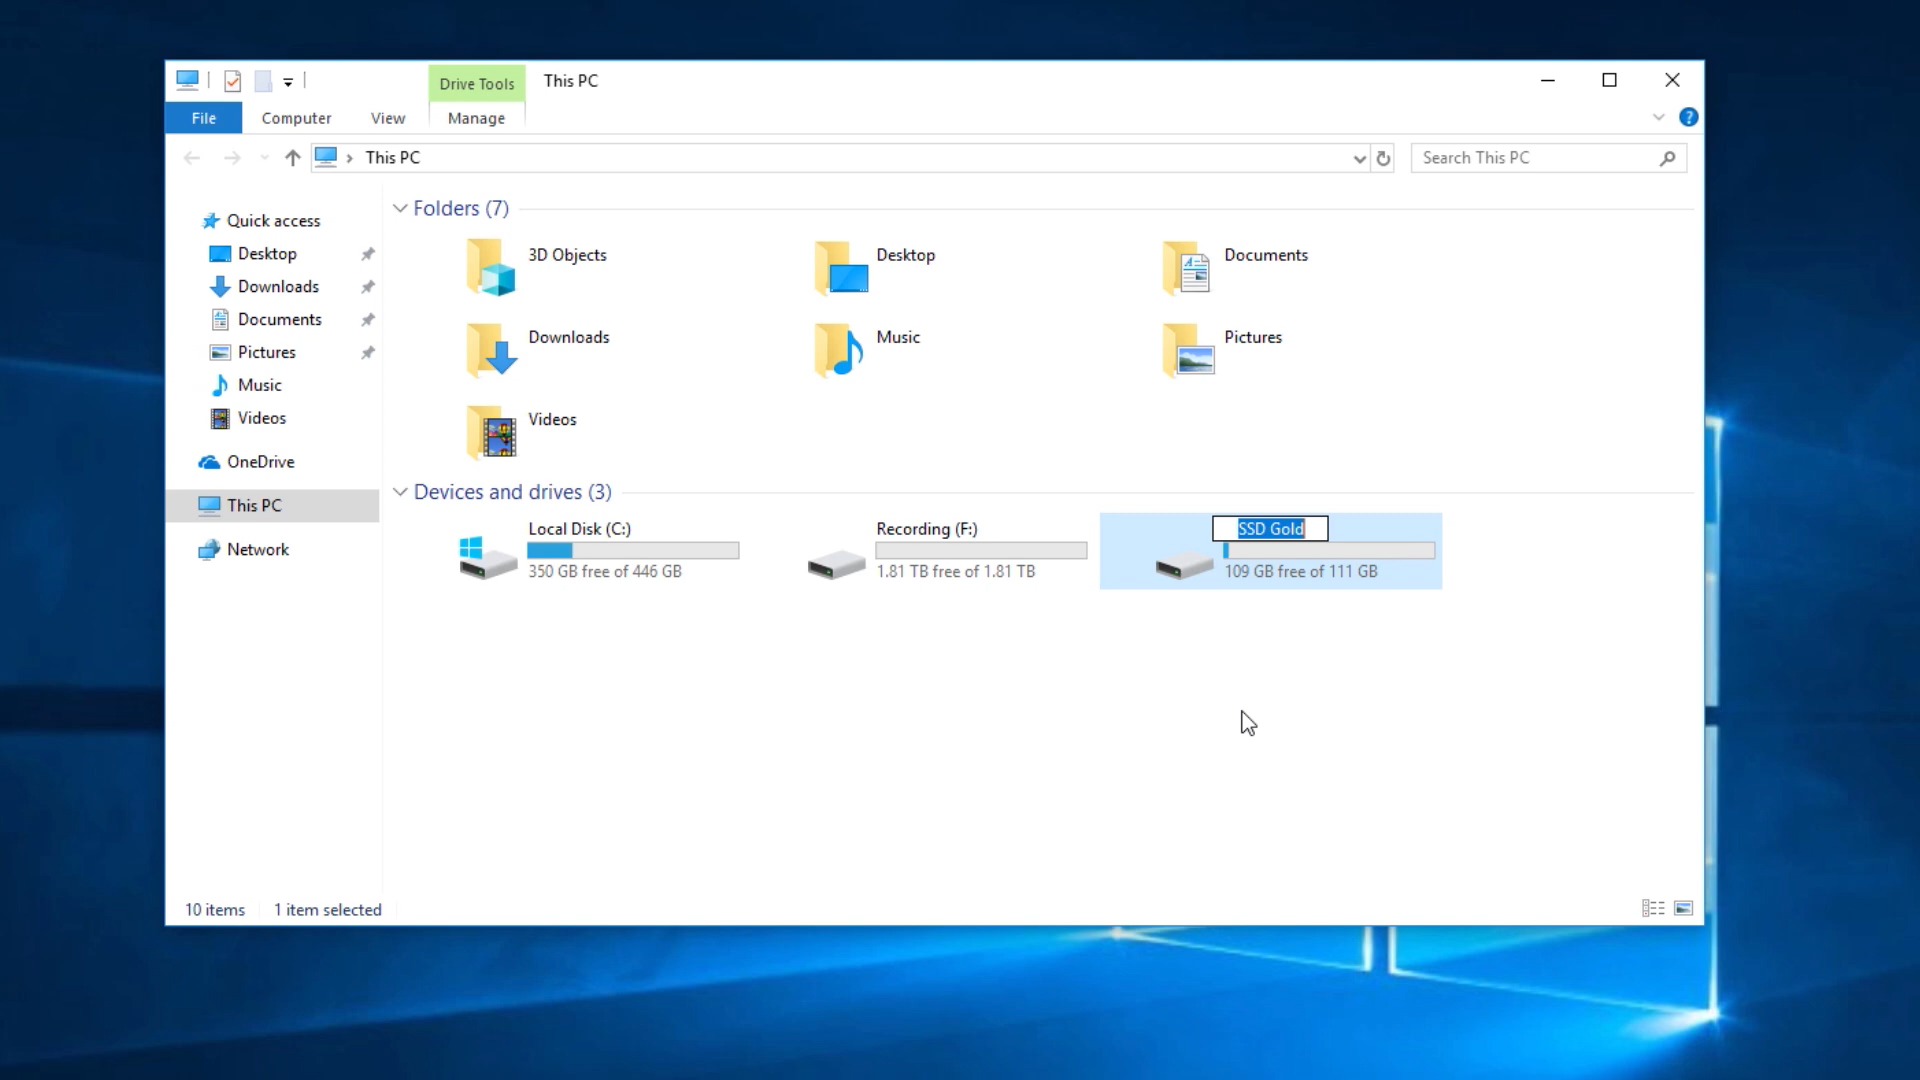 Drive Tools
This PC
File
Computer
View
Manage
?
This PC
Search This PC
Quick access
Desktop
Downloads
Documents
Pictures
Music
Videos
OneDrive
This PC
Network
Folders (7)
3D Objects
Desktop
Documents
Downloads
Music
Pictures
Videos
Devices and drives (3)
Local Disk (C:)
350 GB free of 446 GB
Recording (F:)
1.81 TB free of 1.81 TB
SSD Gold
109 GB free of 111 GB
10 items
1 item selected